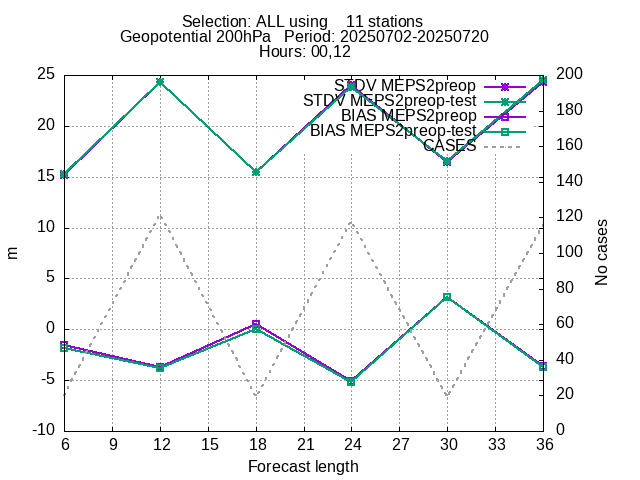 Selection: ALL using    11 stations
Geopotential 200hPa   Period: 20250702-20250720
Hours: 00,12
STDV MEPS2preop
STDV MEPS2preop-test
BIAS MEPS2preop
BIAS MEPS2preop-test
CASES
25
20
15
10
5
0
-5
-10
m
200
180
160
140
120
100
80
60
40
20
0
No cases
6 9 12 15 18 21 24 27 30 33 36
Forecast length